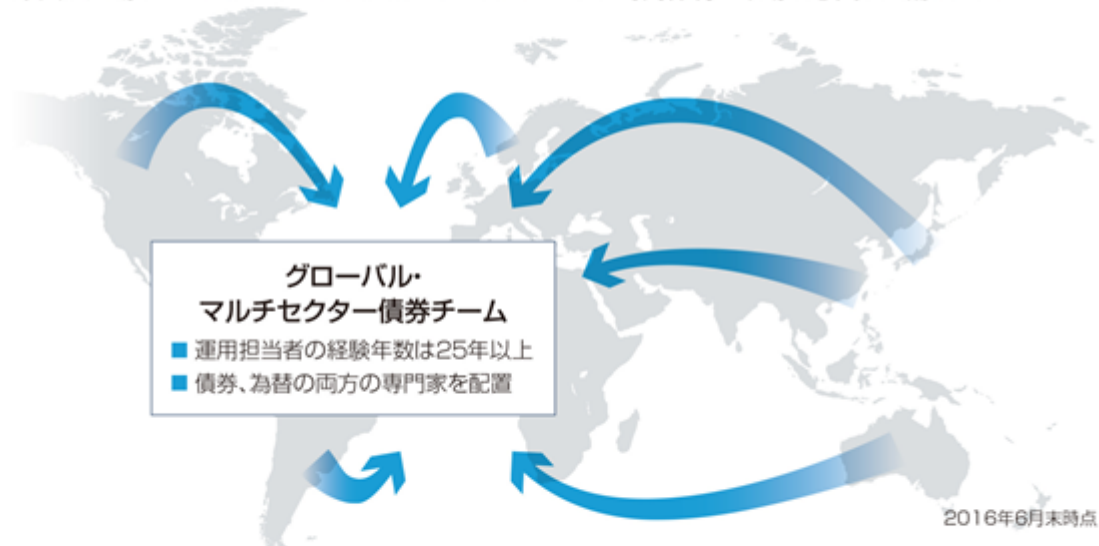 グローバル・
マルチセクター債券チーム
■ 運用担当者の経験年数は25年以上
■ 債券、為替の両方の専門家を配置
2016年6月末時点